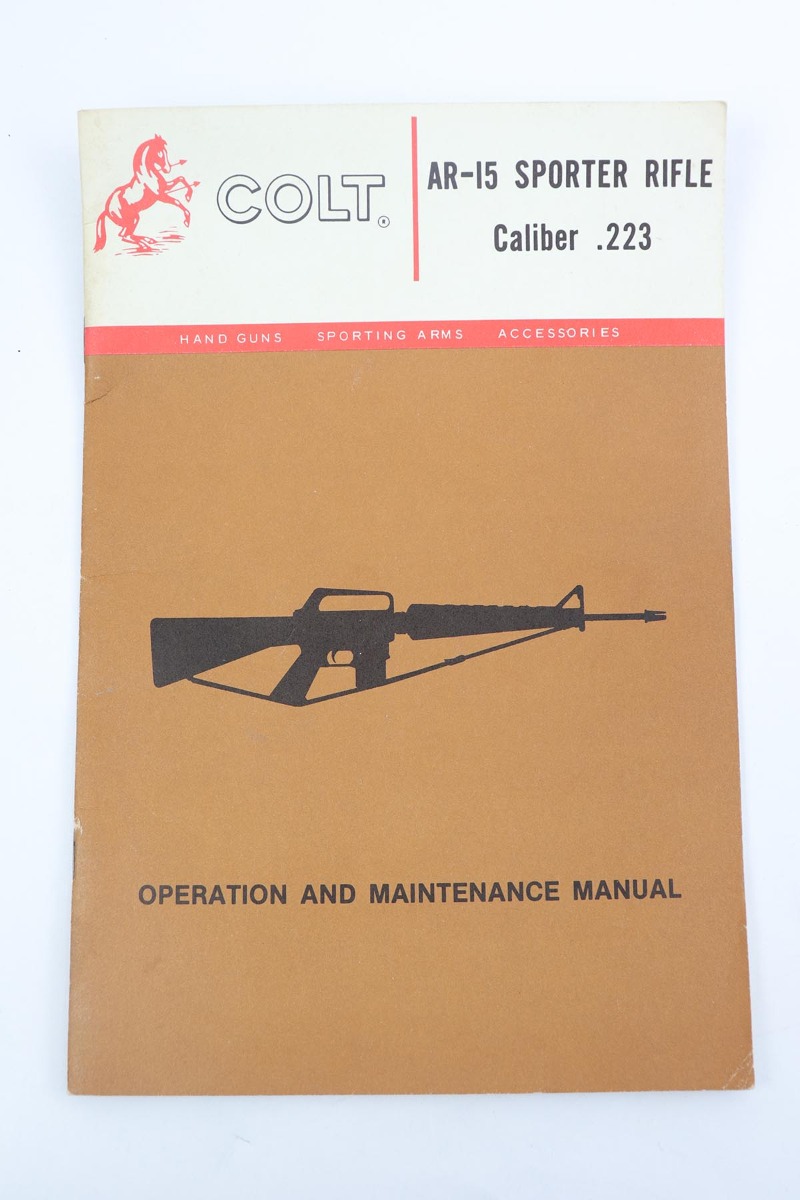 COLT®
AR-15 SPORTER RIFLE
Caliber .223
HAND GUNS SPORTING ARMS ACCESSORIES
OPERATION AND MAINTENANCE MANUAL